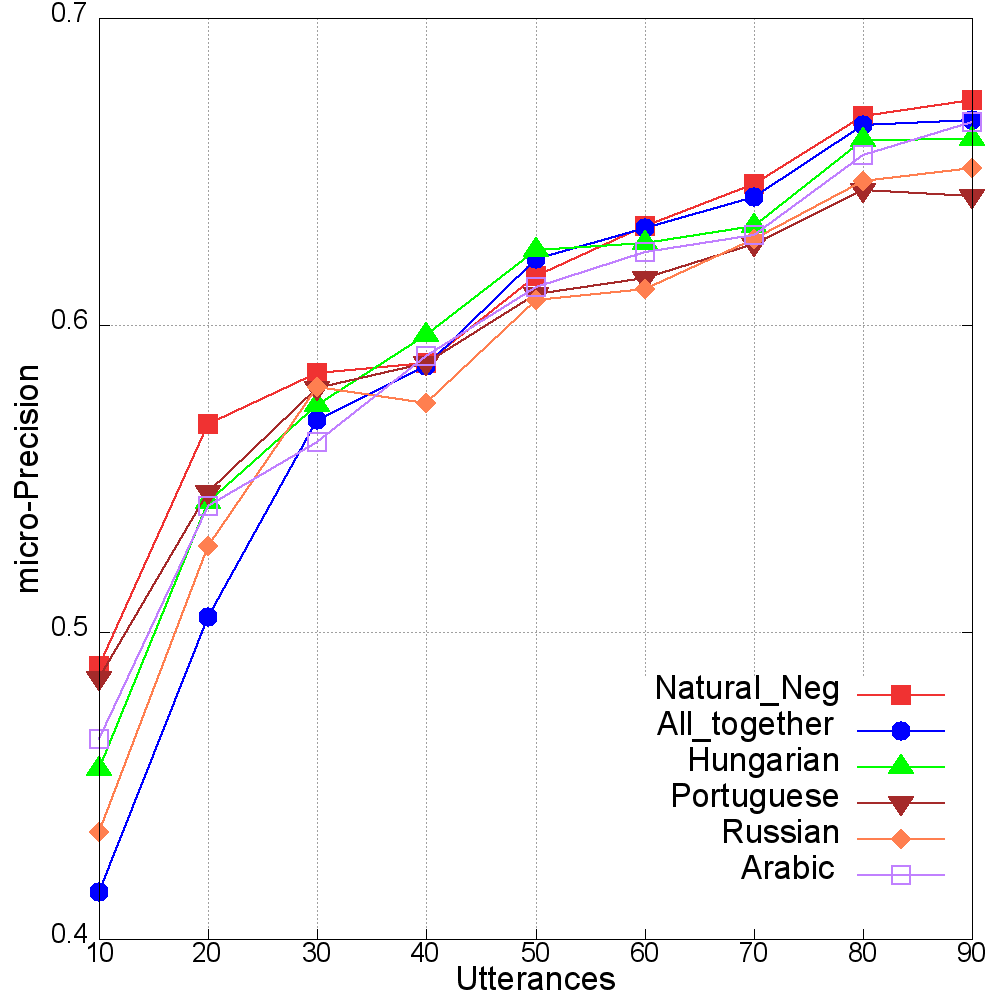 0.7
0.6
0.5
0.4
micro-Precision
Natural_Neg
All_together
Hungarian
Portuguese
Russian
Arabic
10 20 30 40 50 60 70 80 90
Utterances